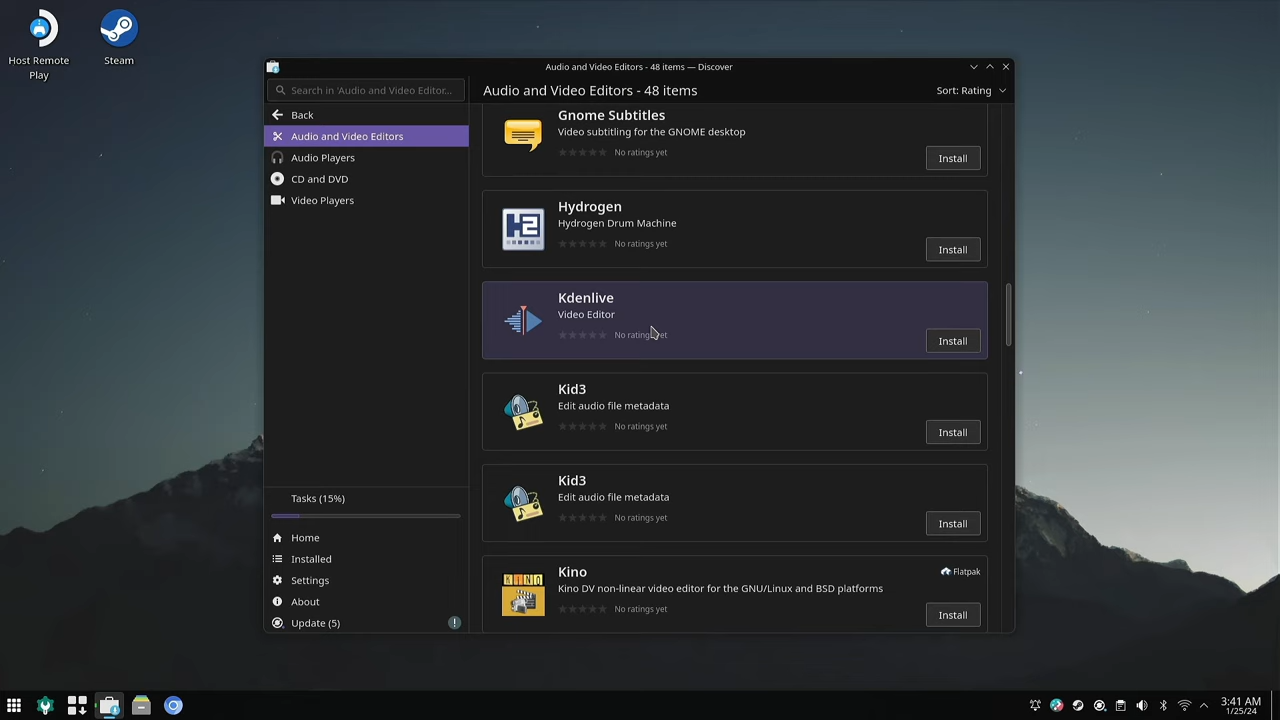 Host Remote
Play
Steam
Audio and Video Editors - 48 items — Discover
Search in 'Audio and Video Editor...
Audio and Video Editors - 48 items
Sort: Rating
Back
Audio and Video Editors
Audio Players
CD and DVD
Video Players
Gnome Subtitles
Video subtitling for the GNOME desktop
No ratings yet
Install
Hydrogen
Hydrogen Drum Machine
No ratings yet
Install
Kdenlive
Video Editor
No ratings yet
Install
Kid3
Edit audio file metadata
No ratings yet
Install
Kid3
Edit audio file metadata
No ratings yet
Install
Kino
Flatpak
Kino DV non-linear video editor for the GNU/Linux and BSD platforms
No ratings yet
Install
Tasks (15%)
Home
Installed
Settings
About
Update (5)
3:41 AM
1/25/24